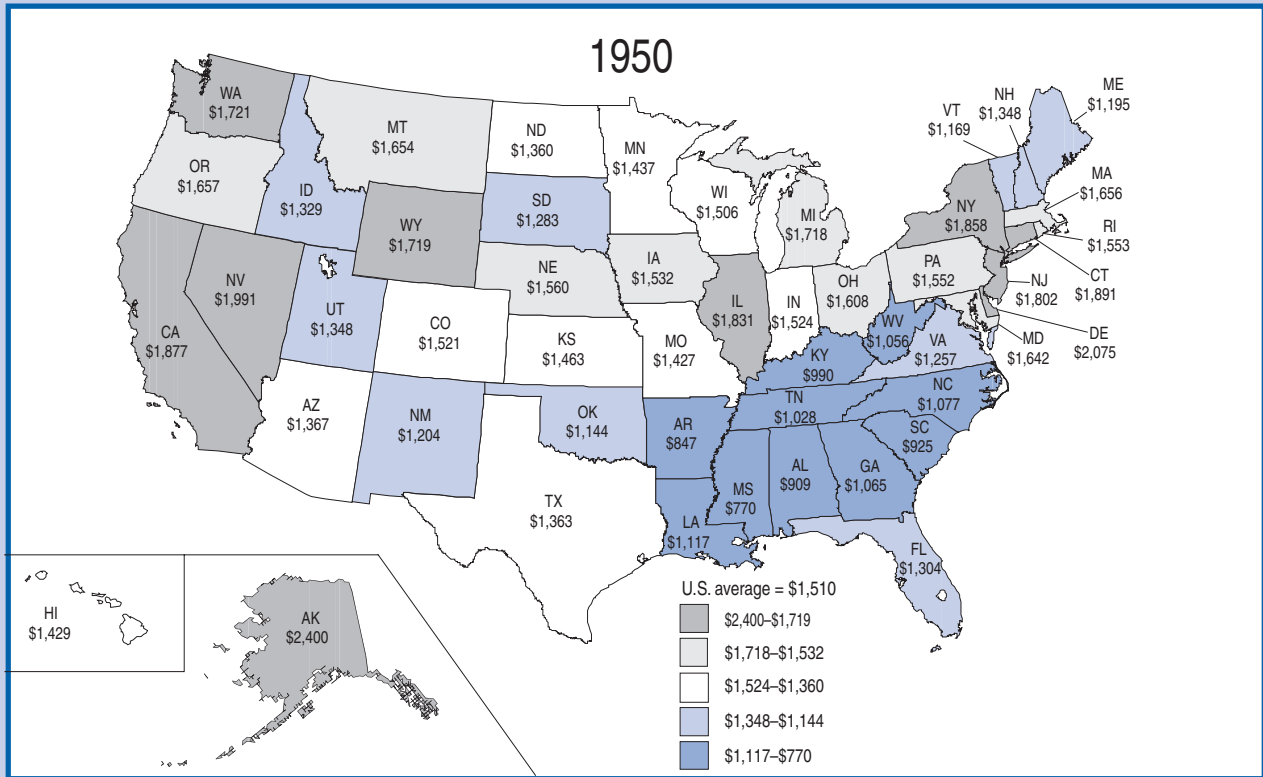 1950
WA
$1,721
OR
$1,657
CA
$1,877
NV
$1,991
ID
$1,329
MT
$1,654
WY
$1,719
UT
$1,348
CO
$1,521
AZ
$1,367
NM
$1,204
ND
$1,360
SD
$1,283
NE
$1,560
KS
$1,463
OK
$1,144
TX
$1,363
MN
$1,437
IA
$1,532
MO
$1,427
AR
$847
LA
$1,117
WI
$1,506
IL
$1,831
MI
$1,718
IN
$1,524
OH
$1,608
KY
$990
TN
$1,028
MS
$770
AL
$909
GA
$1,065
FL
$1,304
SC
$925
NC
$1,077
VA
$1,257
WV
$1,056
PA
$1,552
NY
$1,858
VT
$1,169
NH
$1,348
ME
$1,195
MA
$1,656
RI
$1,553
CT
$1,891
NJ
$1,802
DE
$2,075
MD
$1,642
HI
$1,429
AK
$2,400
U.S. average = $1,510
$2,400–$1,719
$1,718–$1,532
$1,524–$1,360
$1,348–$1,144
$1,117–$770